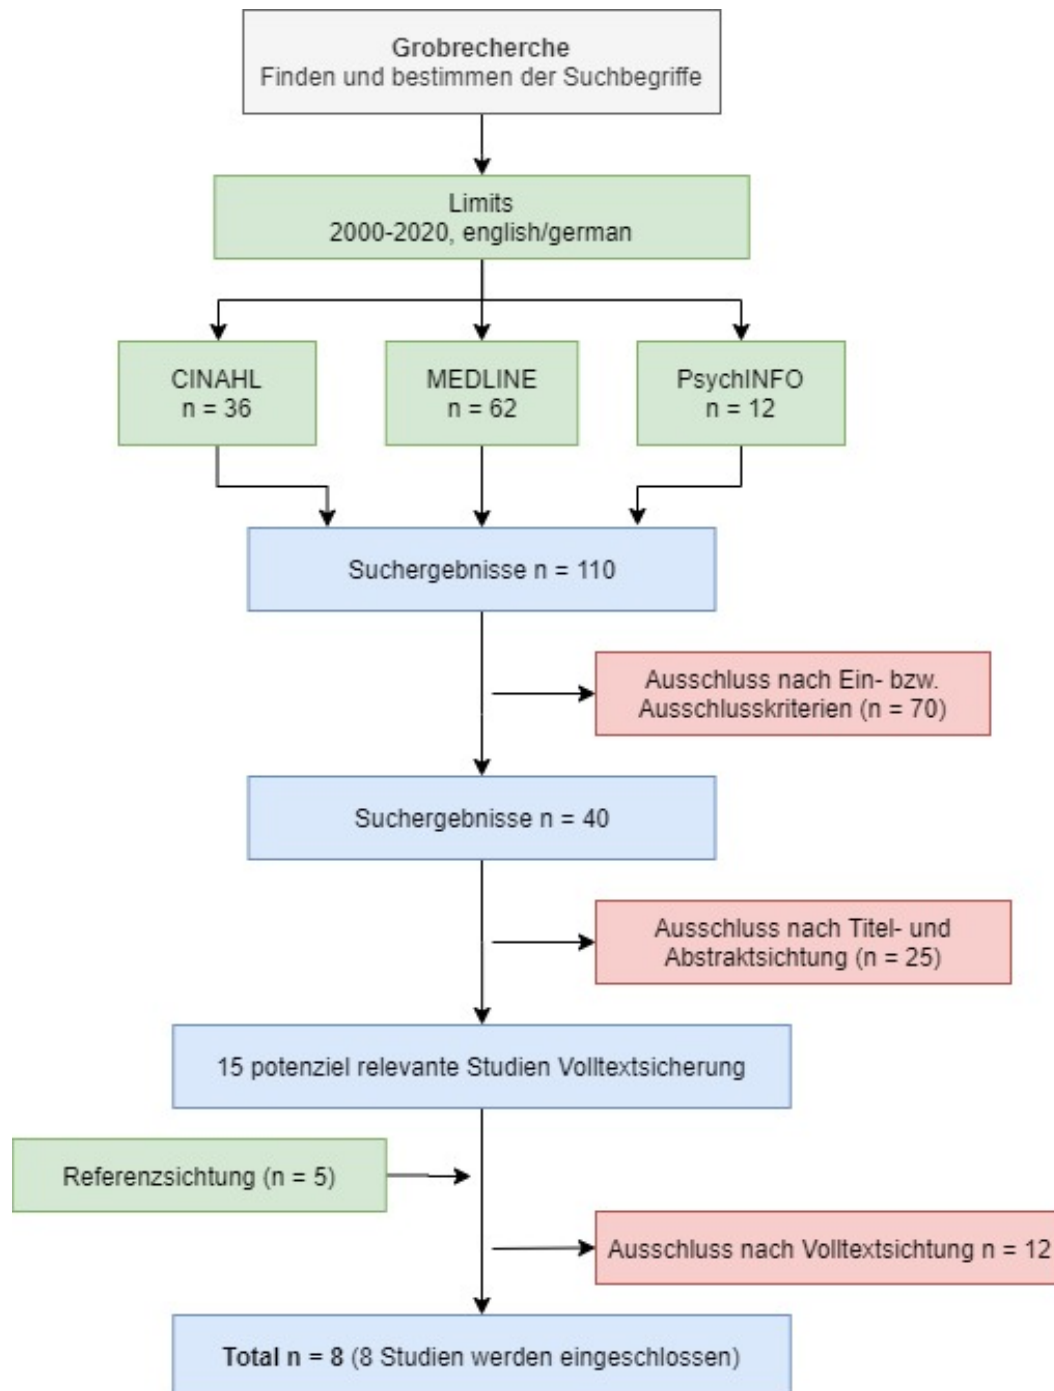 Grobrecherche
Finden und bestimmen der Suchbegriffe
Limits
2000-2020, english/german
CINAHL
n = 36
MEDLINE
n = 62
PsychINFO
n = 12
Suchergebnisse n = 110
Ausschluss nach Ein- bzw.
Ausschlusskriterien (n = 70)
Suchergebnisse n = 40
Ausschluss nach Titel- und
Abstraktsichtung (n = 25)
15 potenziel relevante Studien Volltextsicherung
Referenzsichtung (n = 5)
Ausschluss nach Volltextsichtung n = 12
Total n = 8 (8 Studien werden eingeschlossen)